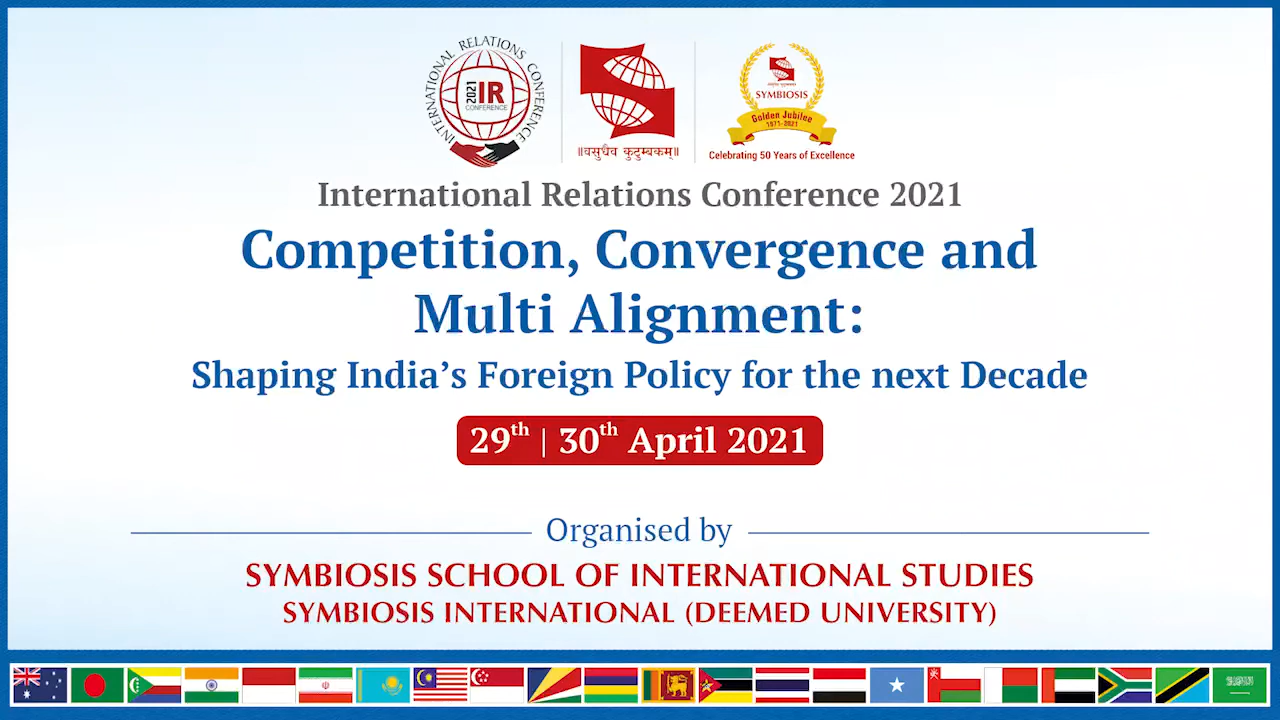 INTERNATIONAL RELATIONS CONFERENCE
2021 IR
CONFERENCE
॥वसुधैव कुटुम्बकम्॥
SYMBIOSIS
Golden Jubilee
1971-2021
Celebrating 50 Years of Excellence
International Relations Conference 2021
Competition, Convergence and
Multi Alignment:
Shaping India’s Foreign Policy for the next Decade
29th | 30th April 2021
Organised by
SYMBIOSIS SCHOOL OF INTERNATIONAL STUDIES
SYMBIOSIS INTERNATIONAL (DEEMED UNIVERSITY)